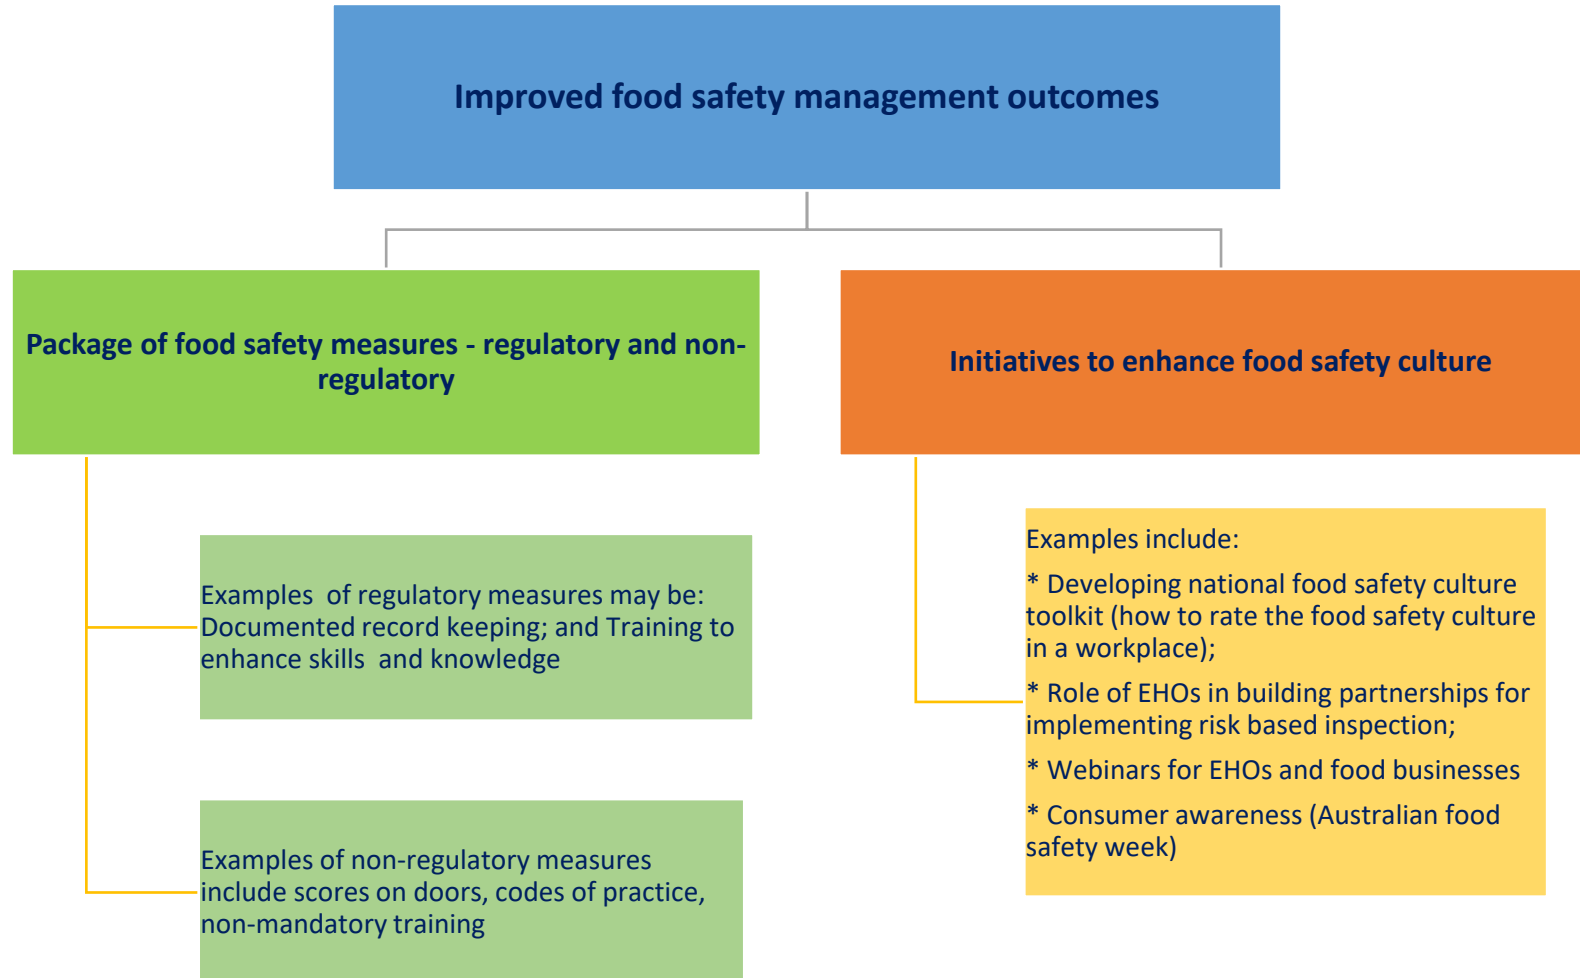 Improved food safety management outcomes
Package of food safety measures - regulatory and non-
regulatory
Initiatives to enhance food safety culture
Examples  of regulatory measures may be:
Documented record keeping; and Training to
enhance skills  and knowledge
Examples of non-regulatory measures
include scores on doors, codes of practice,
non-mandatory training
Examples include:
* Developing national food safety culture
toolkit (how to rate the food safety culture
in a workplace);
* Role of EHOs in building partnerships for
implementing risk based inspection;
* Webinars for EHOs and food businesses
* Consumer awareness (Australian food
safety week)